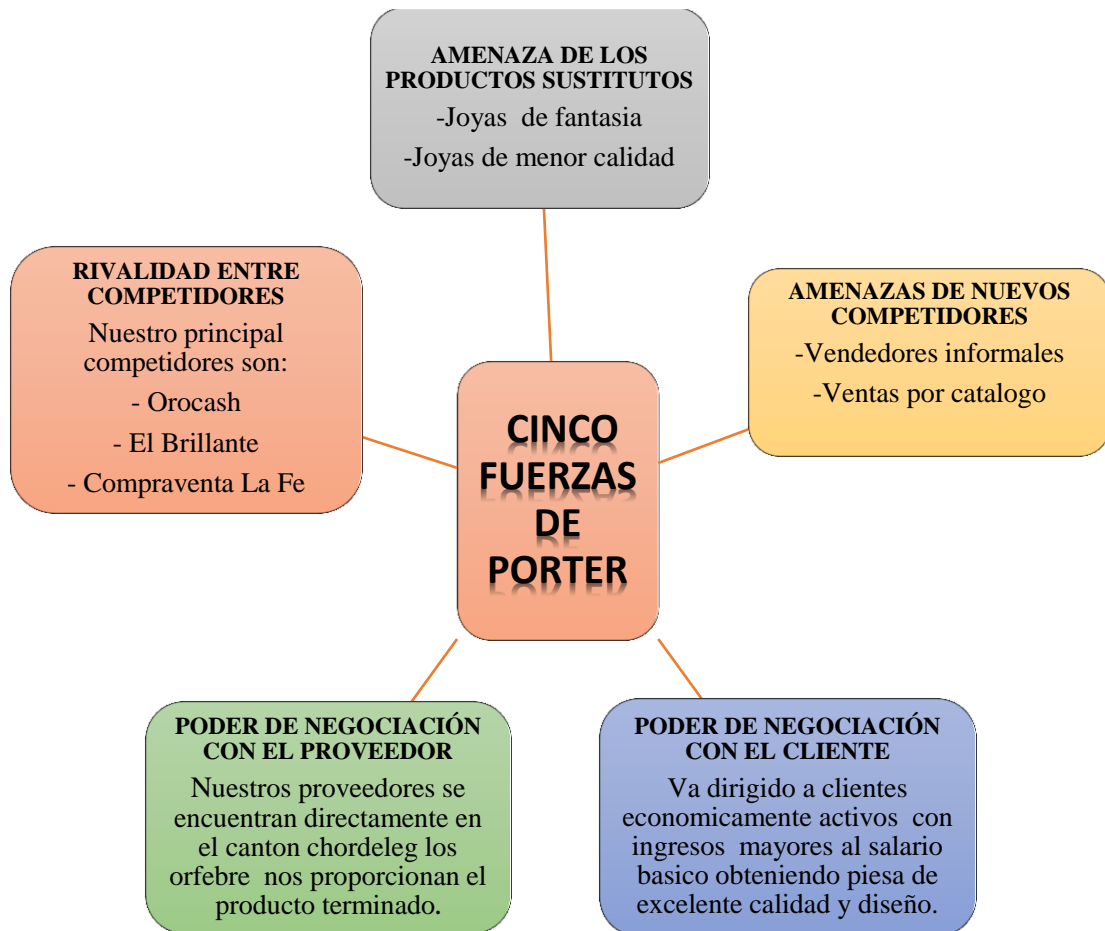 AMENAZA DE LOS
PRODUCTOS SUSTITUTOS
-Joyas de fantasia
-Joyas de menor calidad
RIVALIDAD ENTRE
COMPETIDORES
Nuestro principal
competidores son:
- Orocash
- El Brillante
- Compraventa La Fe
AMENAZAS DE NUEVOS
COMPETIDORES
-Vendedores informales
-Ventas por catalogo
CINCO
FUERZAS
DE
PORTER
PODER DE NEGOCIACIÓN
CON EL PROVEEDOR
Nuestros proveedores se
encuentran directamente en
el canton chordeleg los
orfebre nos proporcionan el
producto terminado.
PODER DE NEGOCIACIÓN
CON EL CLIENTE
Va dirigido a clientes
economicamente activos con
ingresos mayores al salario
basico obteniendo piesa de
excelente calidad y diseño.